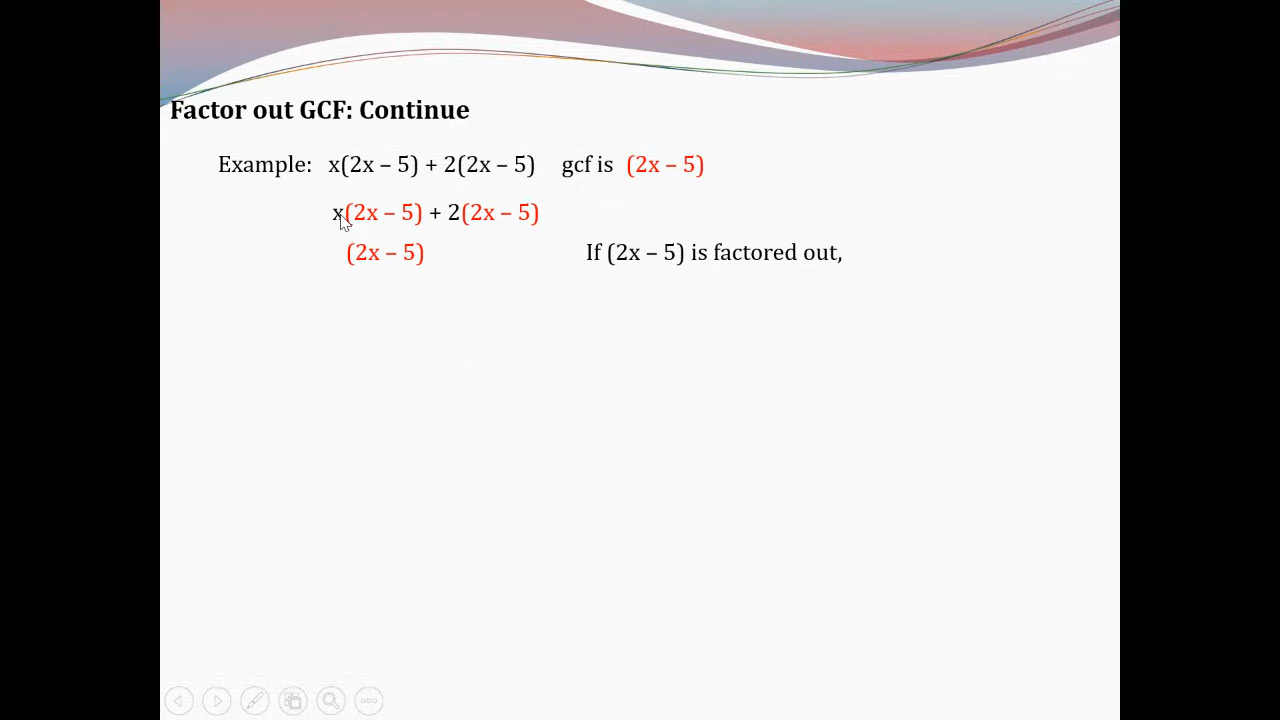 Factor out GCF: Continue
Example: x(2x – 5) + 2(2x – 5) gcf is (2x – 5)
x(2x – 5) + 2(2x – 5)
(2x – 5) If (2x – 5) is factored out,